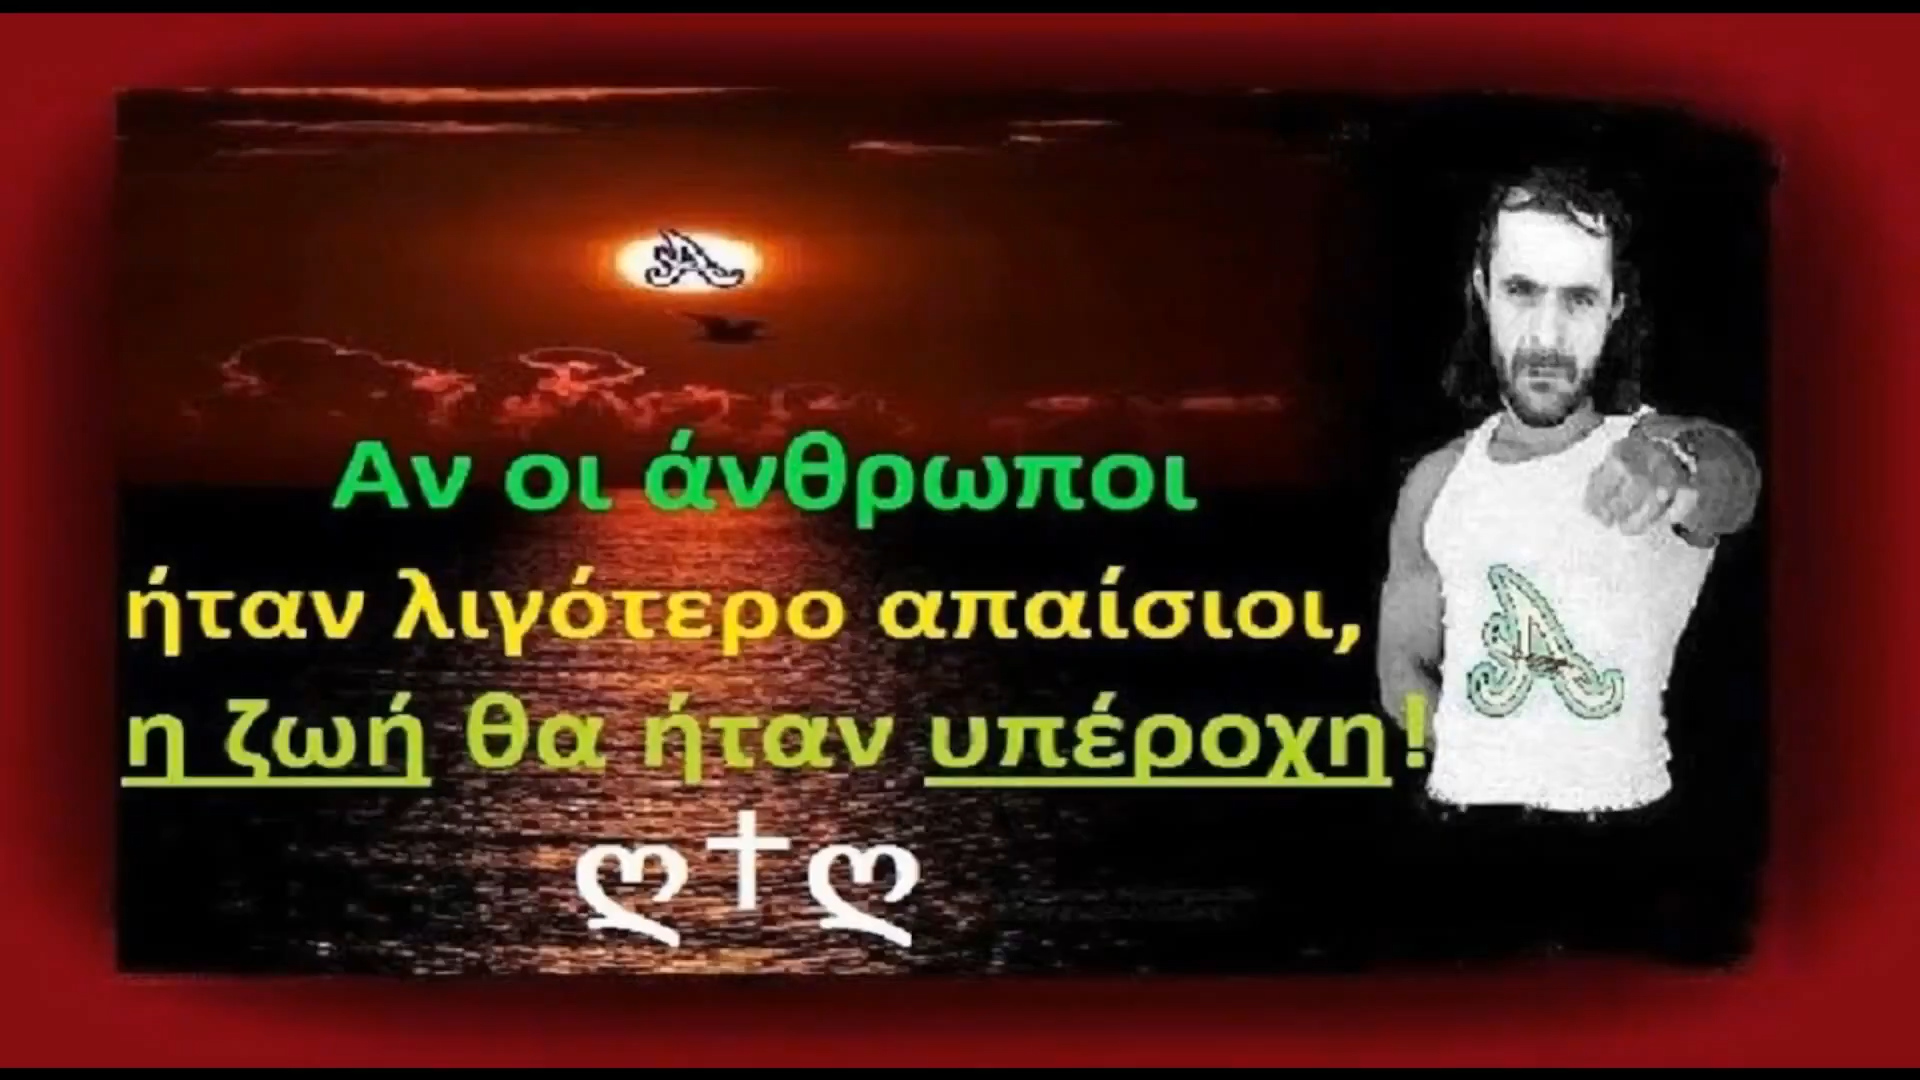 Αν οι άνθρωποι
ήταν λιγότερο απαίσιοι,
η ζωή θα ήταν υπέροχη!
ღ†ღ